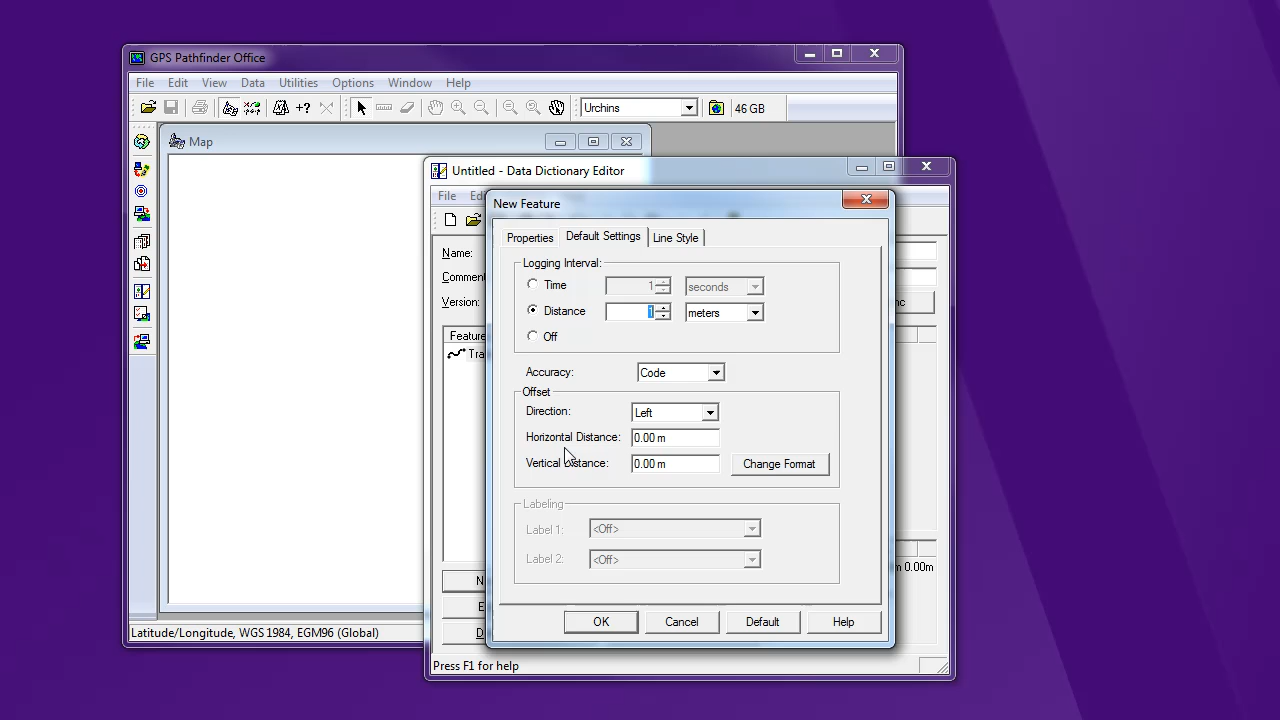 GPS Pathfinder Office
File Edit View Data Utilities Options Window Help
Urchins 46 GB
Map
Untitled - Data Dictionary Editor
File
New Feature
Name:
Comment
Version:
Feature
Properties Default Settings Line Style
Logging Interval:
Time 1 seconds
Distance 1 meters
Off
Accuracy: Code
Offset
Direction: Left
Horizontal Distance: 0.00 m
Vertical Distance: 0.00 m Change Format
Labeling
Label 1: <Off>
Label 2: <Off>
0.00m
OK Cancel Default Help
Latitude/Longitude, WGS 1984, EGM96 (Global)
Press F1 for help